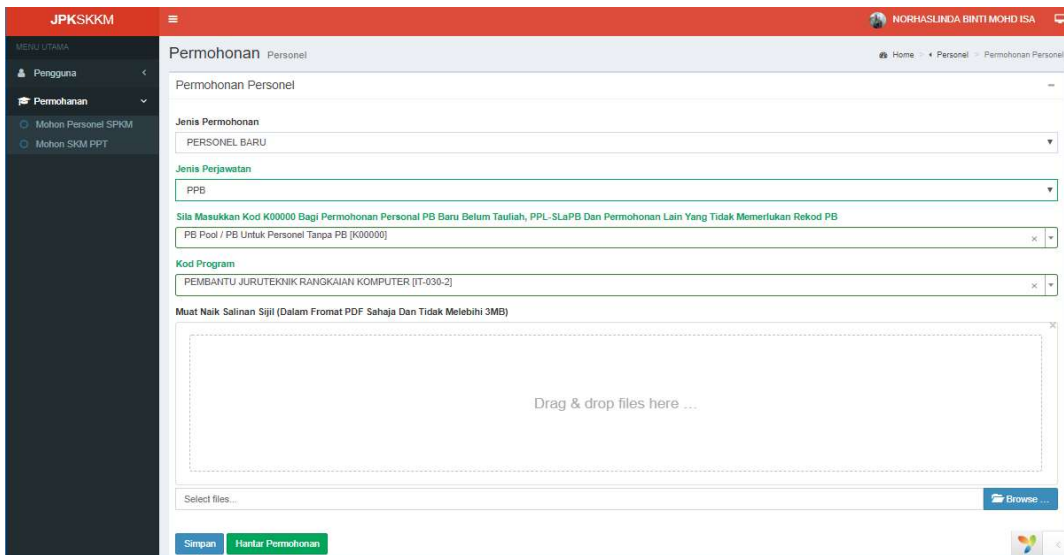 JPKSKKM
NORHASLINDA BINTI MOHD ISA
MENU UTAMA
Pengguna
Permohanan
Mohon Personel SPKM
Mohon SKM PPT
Permohonan Personel
Home > Personel > Permohonan Personel
Permohonan Personel
Jenis Permohonan
PERSONEL BARU
Jenis Perjawatan
PPB
Sila Masukkan Kod K00000 Bagi Permohonan Personal PB Baru Belum Tauliah, PPL-SLaPB Dan Permohonan Lain Yang Tidak Memerlukan Rekod PB
PB Pool / PB Untuk Personel Tanpa PB [K00000]
Kod Program
PEMBANTU JURUTEKNIK RANGKAIAN KOMPUTER [IT-030-2]
Muat Naik Salinan Sijil (Dalam Fromat PDF Sahaja Dan Tidak Melebihi 3MB)
Drag & drop files here ...
Select files...
Browse ...
Simpan
Hantar Permohonan